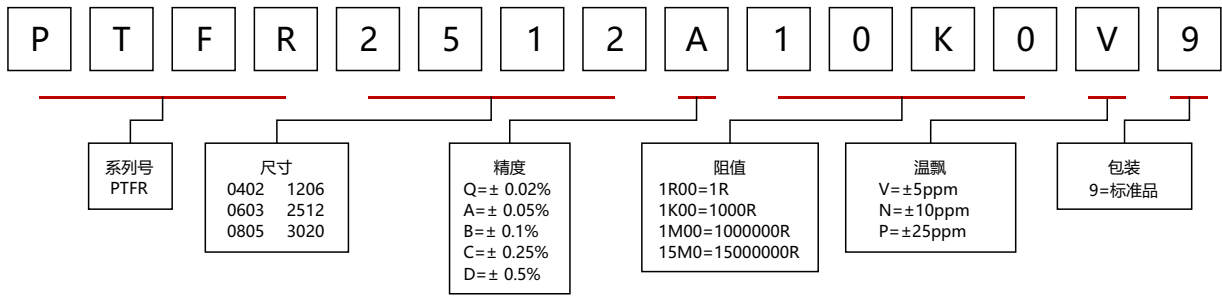 P T F R 2 5 1 2 A 1 0 K 0 V 9
系列号
PTFR
尺寸
0402 1206
0603 2512
0805 3020
精度
Q=± 0.02%
A=± 0.05%
B=± 0.1%
C=± 0.25%
D=± 0.5%
阻值
1R00=1R
1K00=1000R
1M00=1000000R
15M0=15000000R
温飘
V=±5ppm
N=±10ppm
P=±25ppm
包装
9=标准品